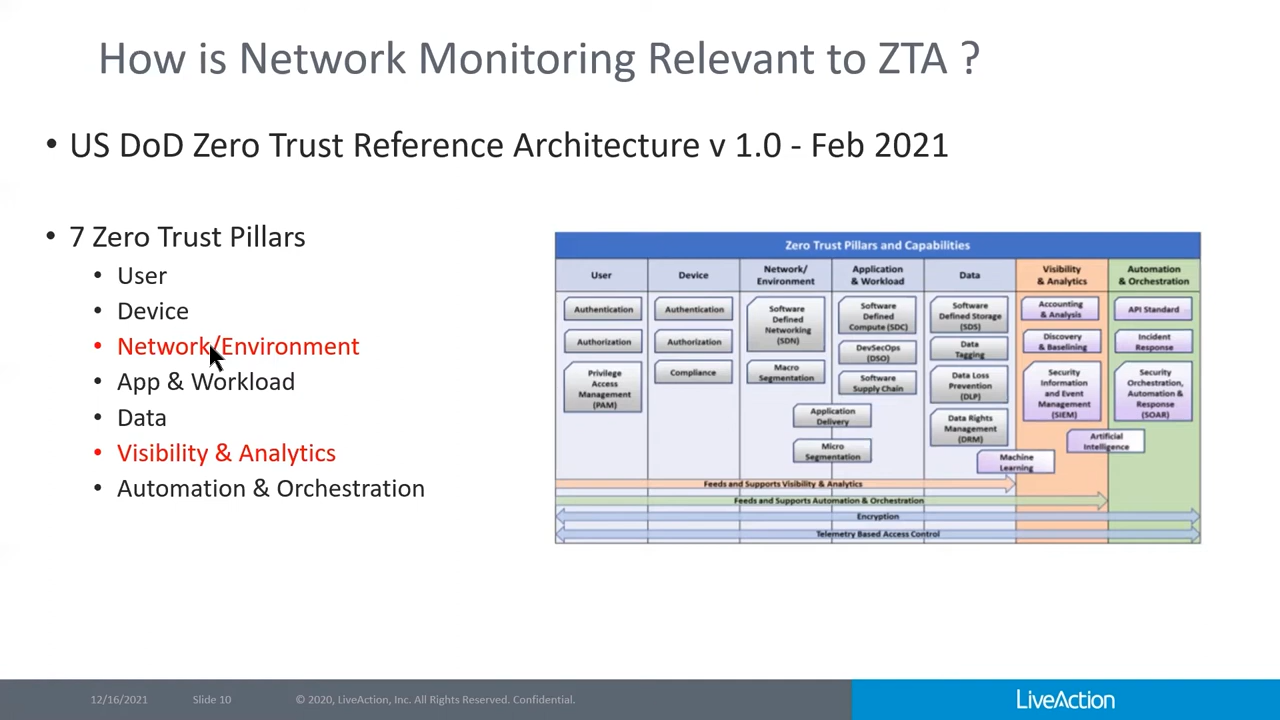 How is Network Monitoring Relevant to ZTA ?
• US DoD Zero Trust Reference Architecture v 1.0 - Feb 2021
• 7 Zero Trust Pillars
• User
• Device
• Network/Environment
• App & Workload
• Data
• Visibility & Analytics
• Automation & Orchestration
Zero Trust Pillars and Capabilities
User
Authentication
Authorization
Privilege
Access
Management
(PAM)
Device
Authentication
Authorization
Compliance
Network/
Environment
Software
Defined
Networking
(SDN)
Macro
Segmentation
Application
& Workload
Software
Defined
Compute (SDC)
DevSecOps
(DSO)
Software
Supply Chain
Application
Delivery
Micro
Segmentation
Data
Software
Defined Storage
(SDS)
Data
Tagging
Data Loss
Prevention
(DLP)
Data Rights
Management
(DRM)
Machine
Learning
Visibility
& Analytics
Accounting
& Analysis
Discovery
& Baselining
Security
Information
and Event
Management
(SIEM)
Artificial
Intelligence
Automation
& Orchestration
API Standard
Incident
Response
Security
Orchestration,
Automation &
Response
(SOAR)
Feeds and Supports Visibility & Analytics
Feeds and Supports Automation & Orchestration
Encryption
Telemetry Based Access Control
12/16/2021
Slide 10
© 2020, LiveAction, Inc. All Rights Reserved. Confidential.
LiveAction